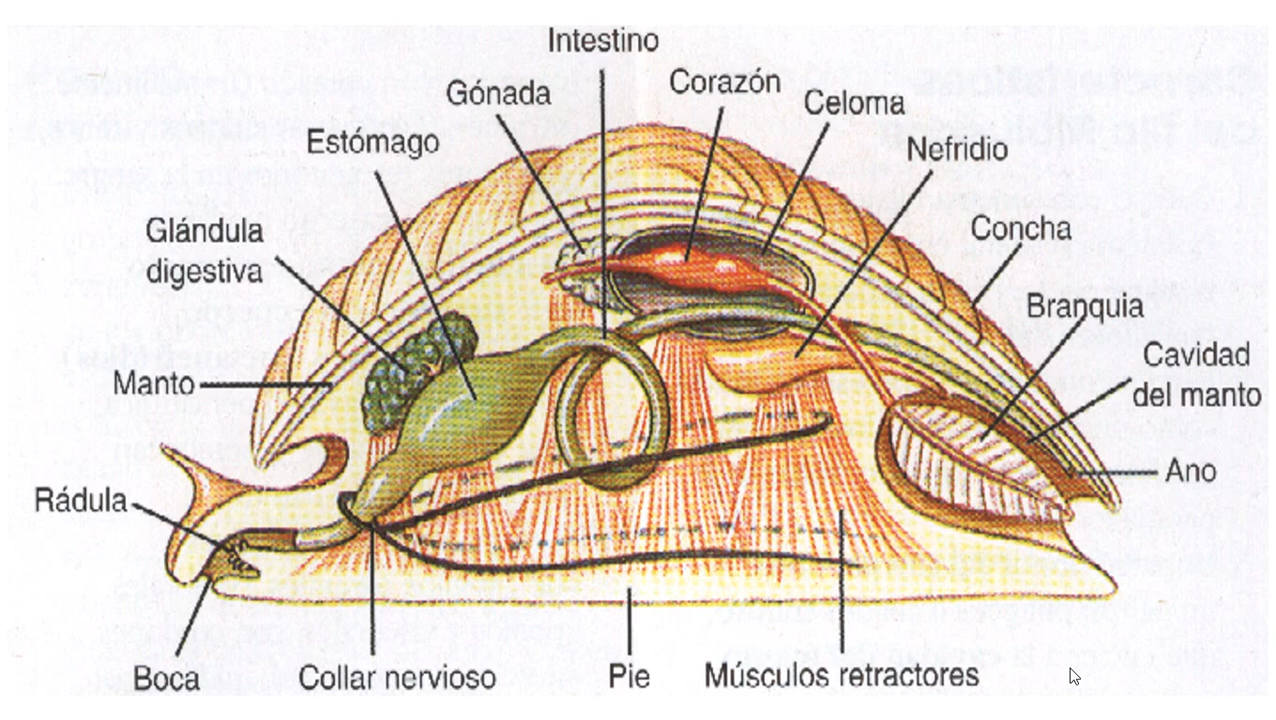 Intestino
Corazón
Gónada
Celoma
Estómago
Nefridio
Glándula
digestiva
Concha
Branquia
Cavidad
del manto
Manto
Ano
Rádula
Boca
Collar nervioso
Pie
Músculos retractores